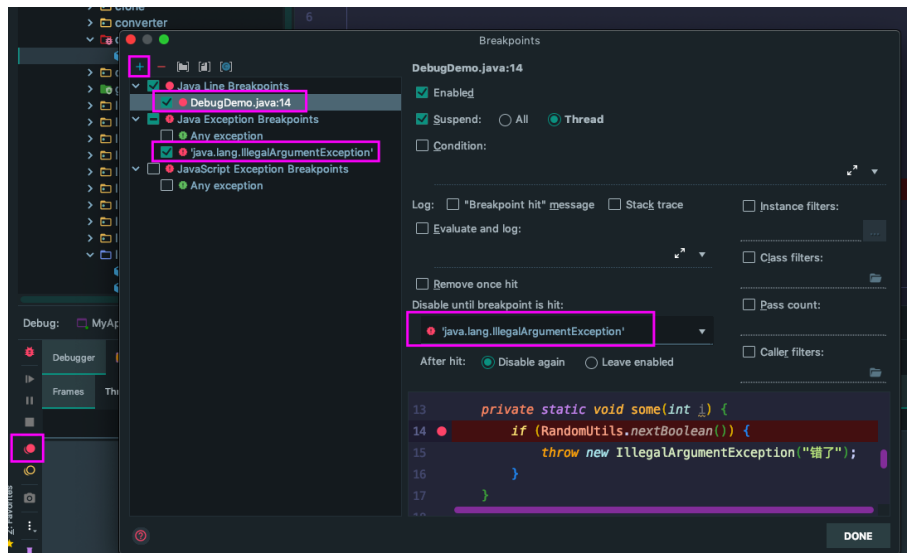 clone
converter
6
Breakpoints
Java Line Breakpoints
DebugDemo.java:14
Java Exception Breakpoints
Any exception
'java.lang.IllegalArgumentException'
JavaScript Exception Breakpoints
Any exception
DebugDemo.java:14
Enabled
Suspend: All Thread
Condition:
Log: "Breakpoint hit" message Stack trace
Instance filters:
Evaluate and log:
...
Class filters:
Remove once hit
Disable until breakpoint is hit:
Pass count:
'java.lang.IllegalArgumentException'
Caller filters:
After hit: Disable again Leave enabled
13 private static void some(int i) {
14 if (RandomUtils.nextBoolean()) {
15 throw new IllegalArgumentException("错了");
16 }
17 }
DONE
Debug: MyAp
Debugger
Frames Thr
2: Favorites